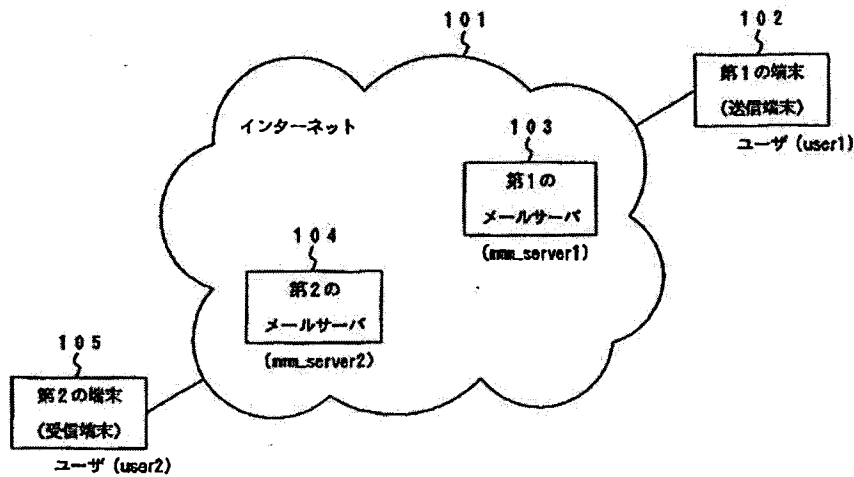 101
102
第1の端末
(送信端末)
ユーザ (user1)
インターネット
103
第1の
メールサーバ
(mm_server1)
104
第2の
メールサーバ
(mm_server2)
105
第2の端末
(受信端末)
ユーザ (user2)